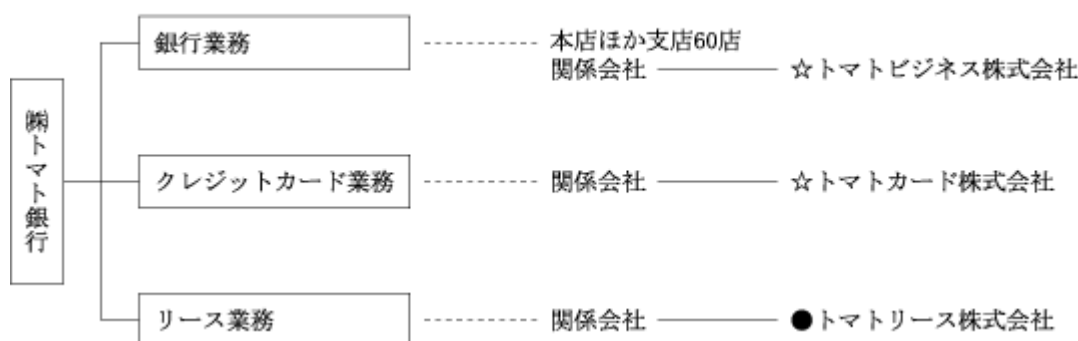 ㈱トマト銀行
銀行業務
本店ほか支店60店
関係会社
☆トマトビジネス株式会社
クレジットカード業務
関係会社
☆トマトカード株式会社
リース業務
関係会社
●トマトリース株式会社